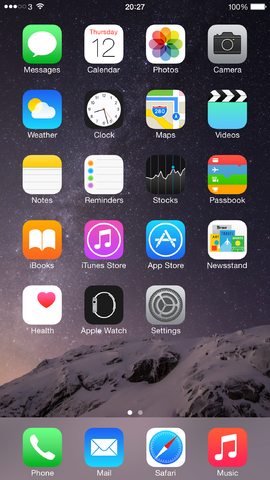 3 20:27 100%
Thursday
12
280
Messages Calendar Photos Camera
Weather Clock Maps Videos
Notes Reminders Stocks Passbook
iBooks iTunes Store App Store Newsstand
Health Apple Watch Settings
Phone Mail Safari Music